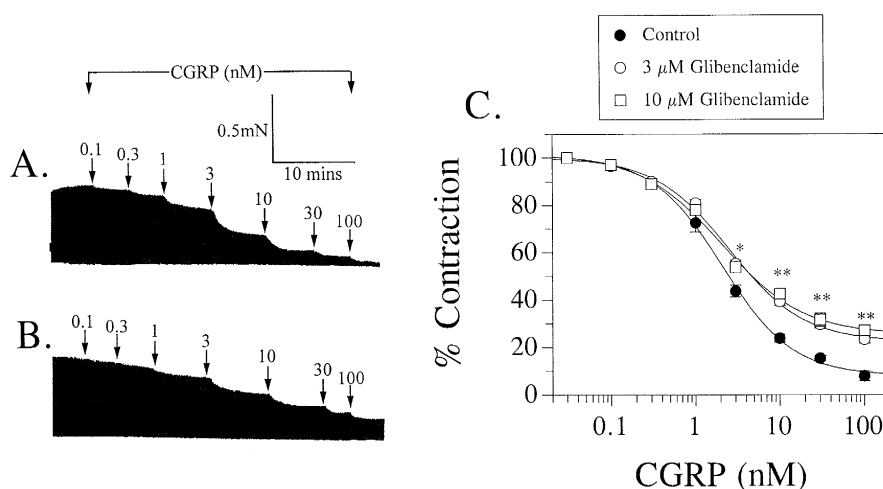 CGRP (nM)
0.5mN
10 mins
A.
0.1
0.3
1
3
10
30
100
B.
0.1
0.3
1
3
10
30
100
C.
Control
3 μM Glibenclamide
10 μM Glibenclamide
% Contraction
100
80
60
40
20
0
*
**
**
**
0.1
1
10
100
CGRP (nM)